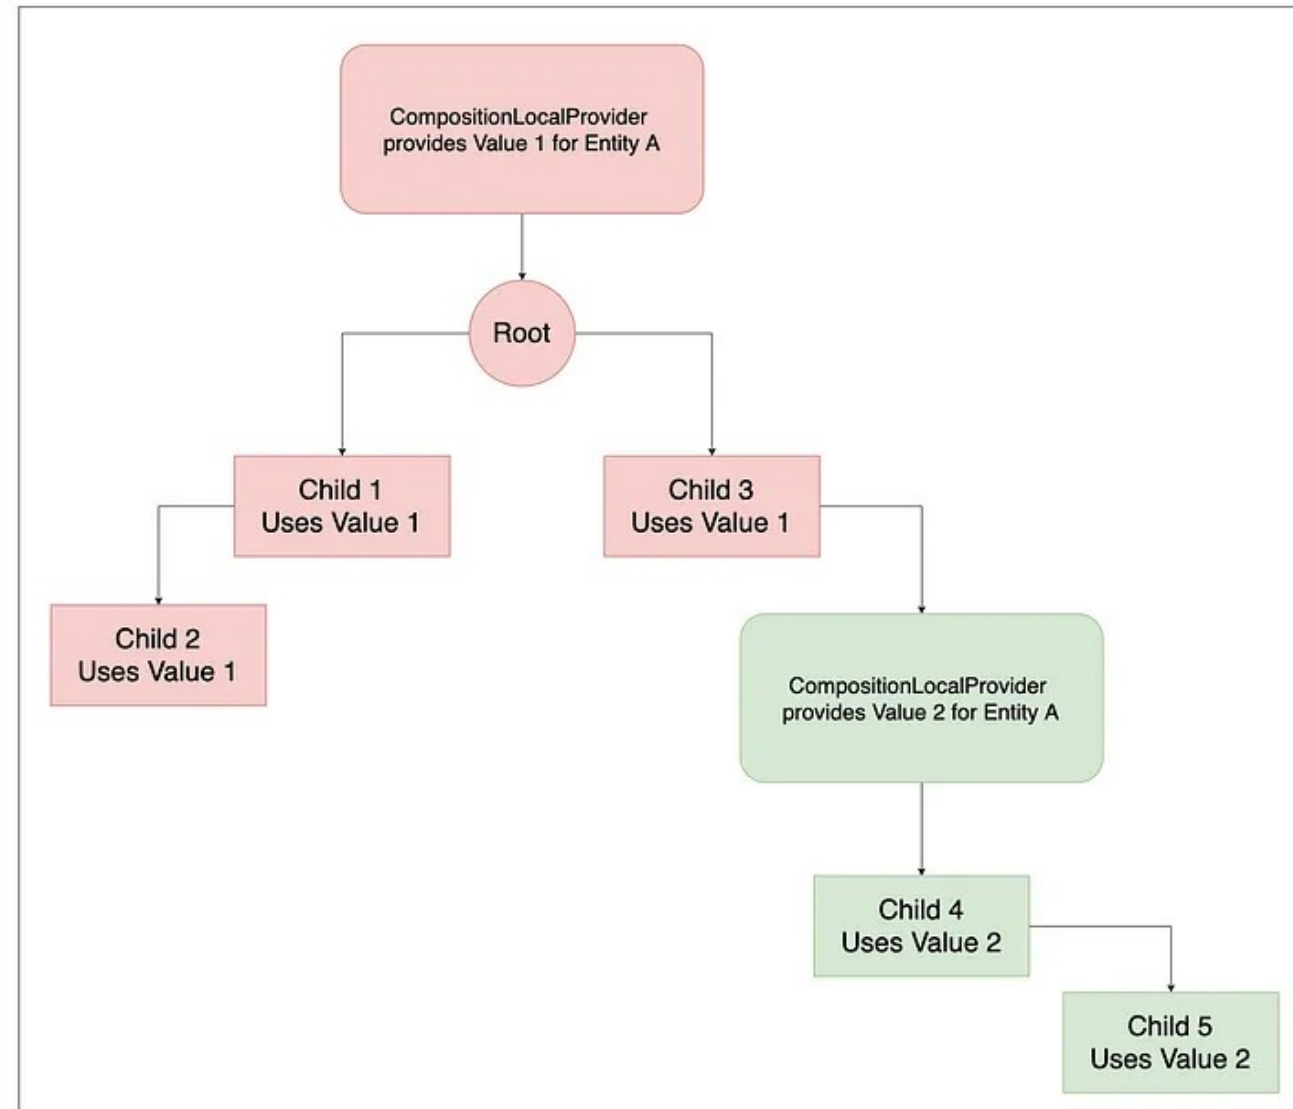 CompositionLocalProvider
provides Value 1 for Entity A
Root
Child 1
Uses Value 1
Child 3
Uses Value 1
Child 2
Uses Value 1
CompositionLocalProvider
provides Value 2 for Entity A
Child 4
Uses Value 2
Child 5
Uses Value 2